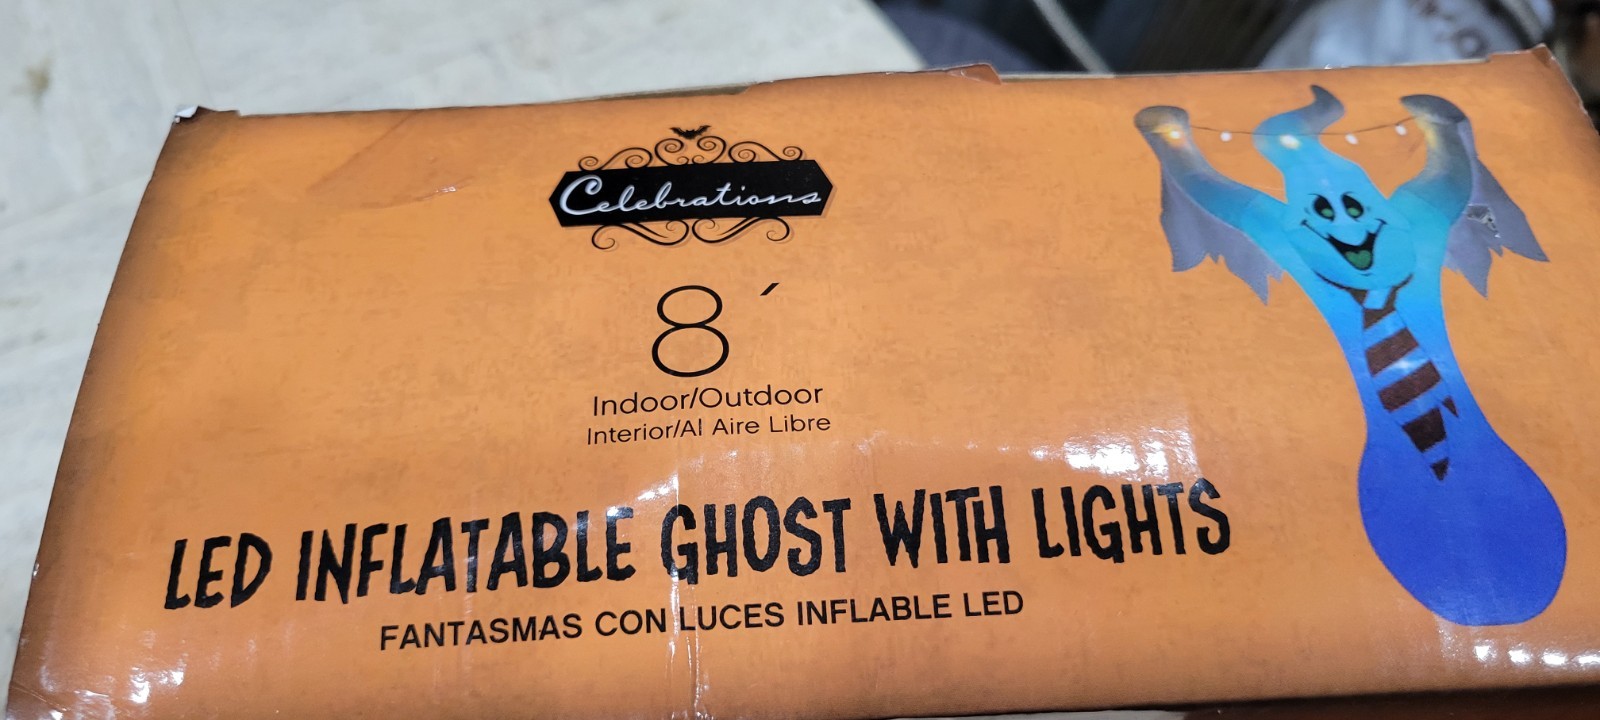 Celebrations
8´
Indoor/Outdoor
Interior/Al Aire Libre
LED INFLATABLE GHOST WITH LIGHTS
FANTASMAS CON LUCES INFLABLE LED